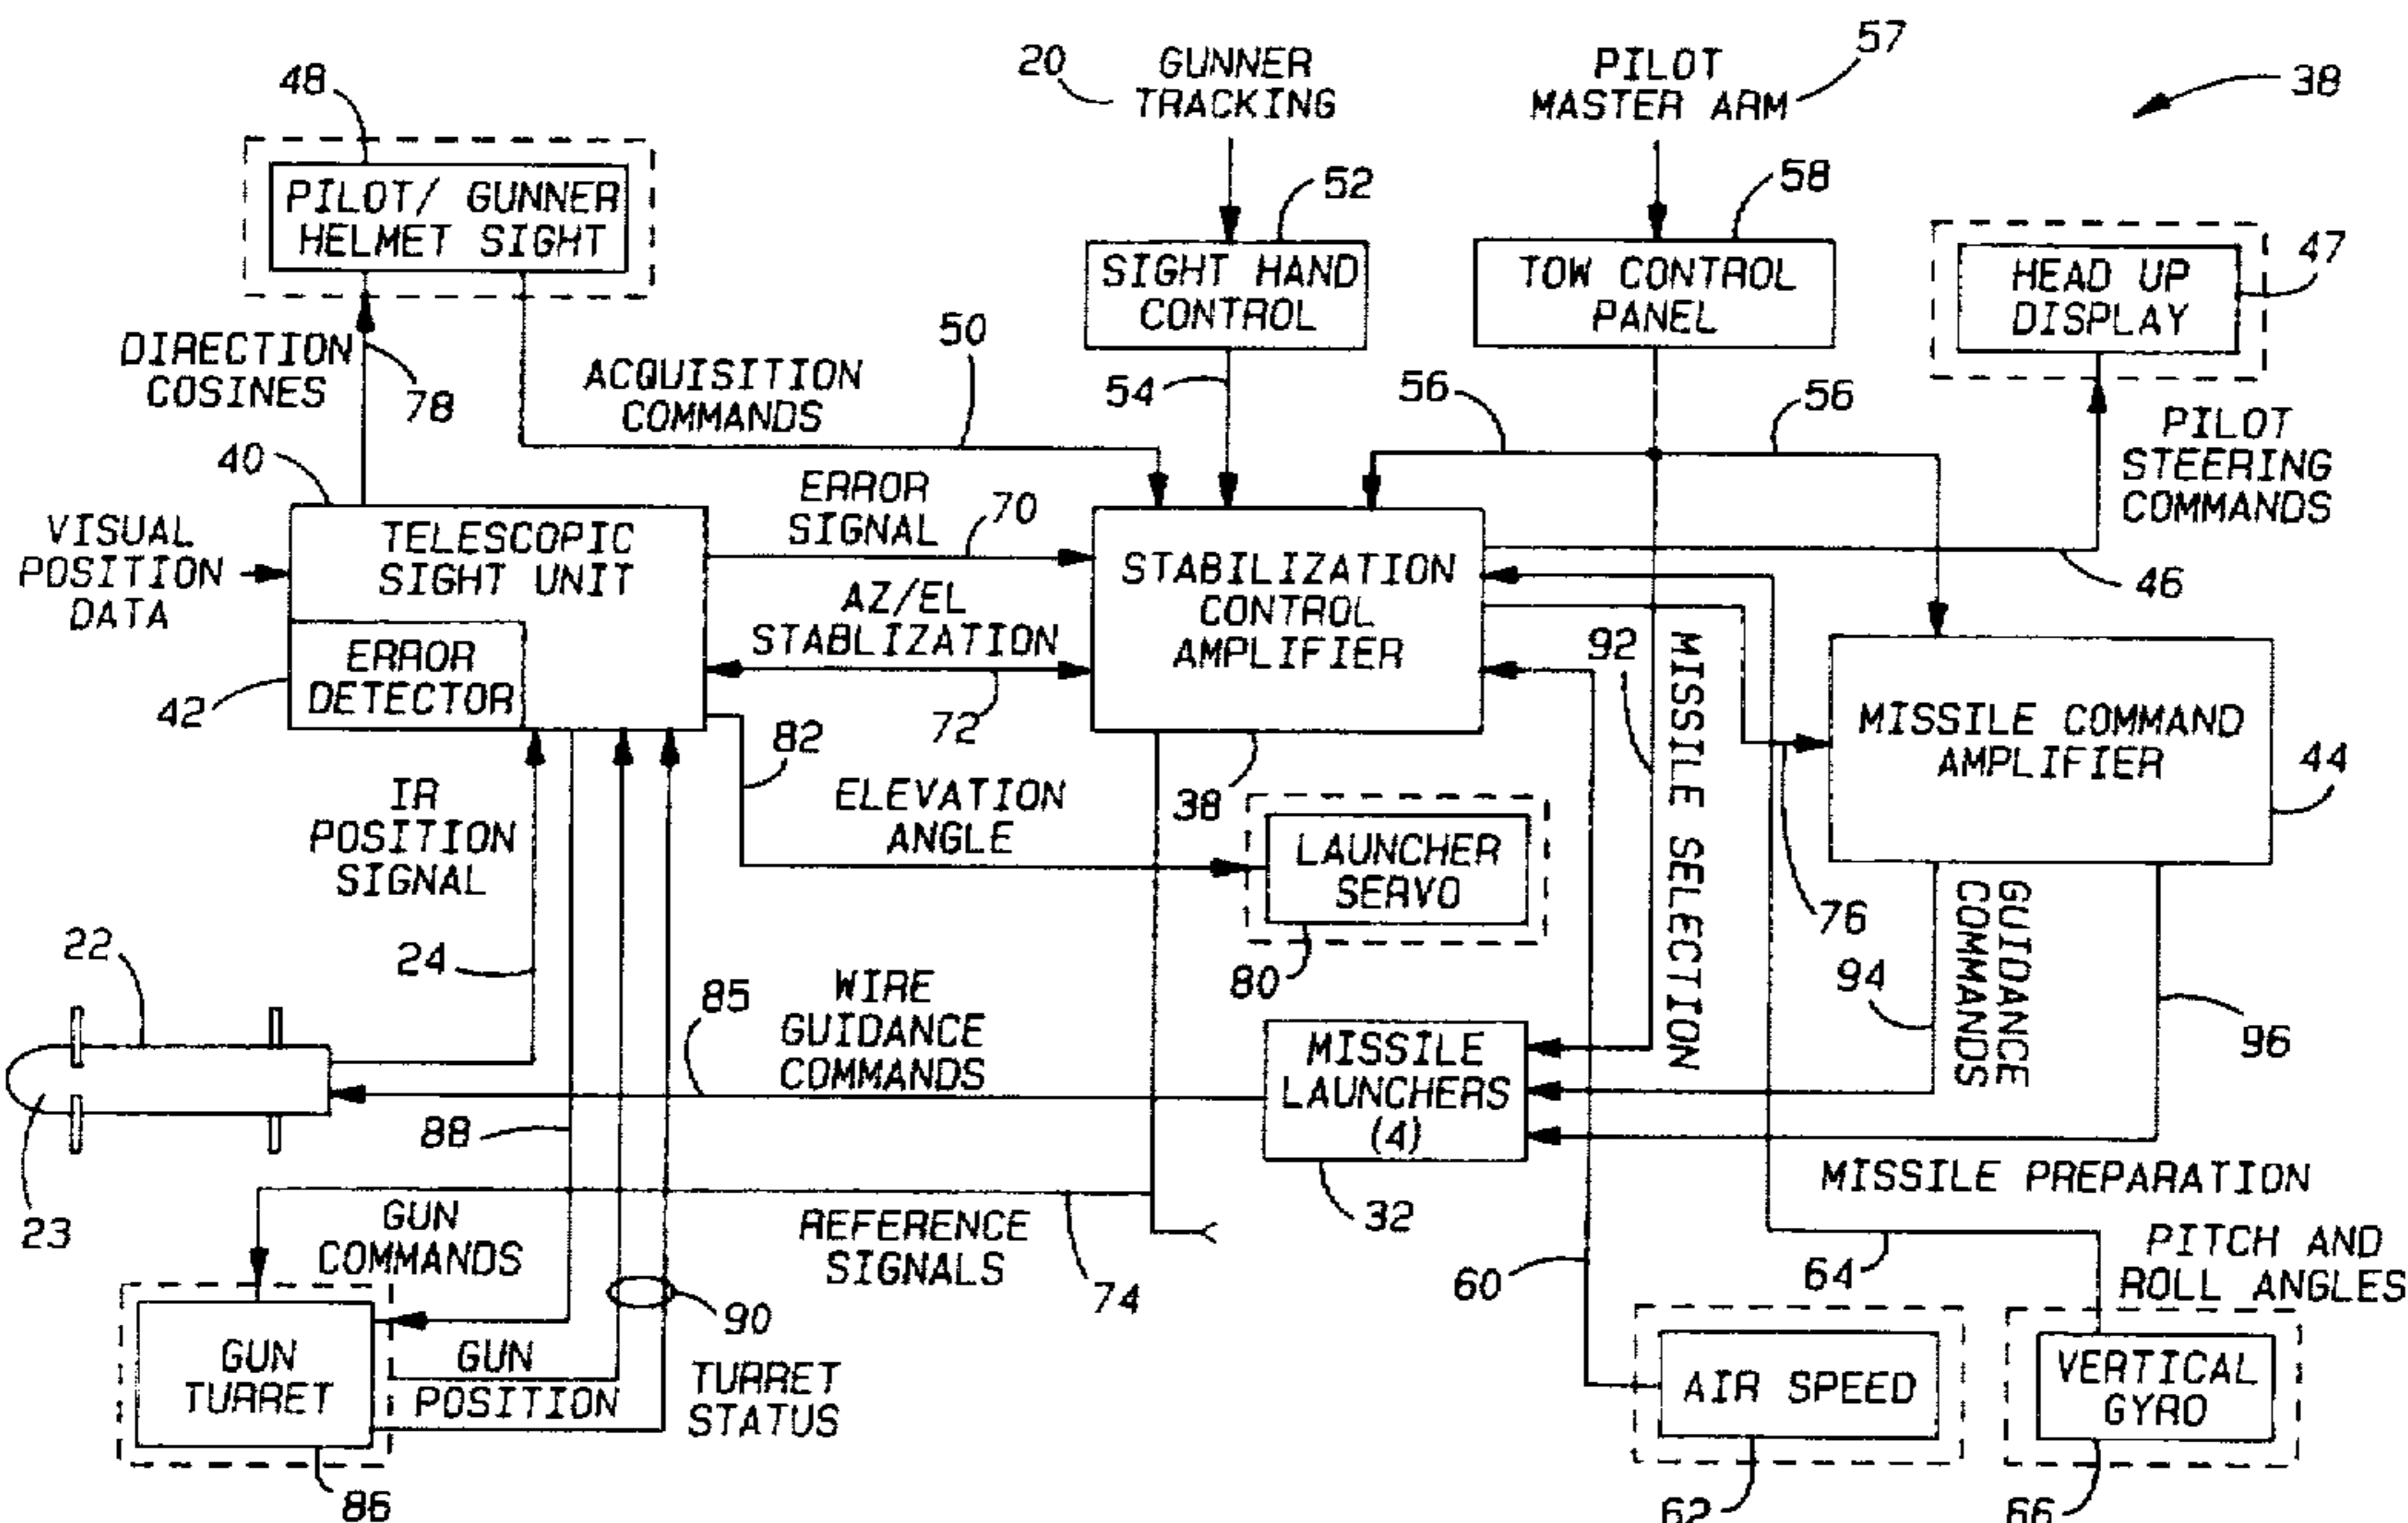 20
GUNNER
TRACKING
PILOT
MASTER ARM
57
38
48
PILOT/ GUNNER
HELMET SIGHT
52
SIGHT HAND
CONTROL
58
TOW CONTROL
PANEL
47
HEAD UP
DISPLAY
DIRECTION
COSINES
78
ACQUISITION
COMMANDS
50
54
56
56
PILOT
STEERING
COMMANDS
40
VISUAL
POSITION
DATA
TELESCOPIC
SIGHT UNIT
ERROR
DETECTOR
42
ERROR
SIGNAL
70
AZ/EL
STABLIZATION
72
STABILIZATION
CONTROL
AMPLIFIER
38
46
92
MISSILE SELECTION
MISSILE COMMAND
AMPLIFIER
44
82
ELEVATION
ANGLE
LAUNCHER
SERVO
80
76
IR
POSITION
SIGNAL
24
22
23
85
WIRE
GUIDANCE
COMMANDS
MISSILE
LAUNCHERS
(4)
32
94
GUIDANCE
COMMANDS
96
MISSILE PREPARATION
88
GUN
COMMANDS
REFERENCE
SIGNALS
74
60
64
PITCH AND
ROLL ANGLES
GUN
TURRET
86
GUN
POSITION
90
TURRET
STATUS
AIR SPEED
62
VERTICAL
GYRO
66